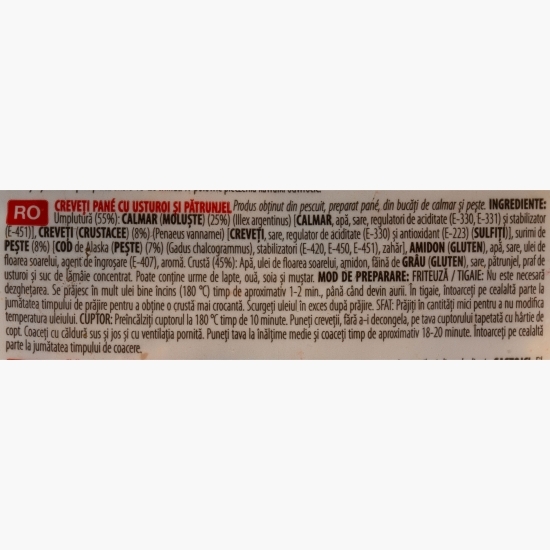 RO CREVEȚI PANÉ CU USTUROI ȘI PĂTRUNJEL Produs obținut din pescuit, preparat pané, din bucăți de calmar și pește. INGREDIENTE:
Umplutură (55%): CALMAR (MOLUȘTE) (25%) (Illex argentinus) [CALMAR, apă, sare, regulatori de aciditate (E-330, E-331) și stabilizator
(E-451)], CREVEȚI (CRUSTACEE) (8%) (Penaeus vannamei) [CREVEȚI, sare, regulator de aciditate (E-330) și antioxidant (E-223) (SULFIȚI)], surimi de
PEȘTE (8%) [COD de Alaska (PEȘTE) (7%) (Gadus chalcogrammus), stabilizatori (E-420, E-450, E-451), zahăr], AMIDON (GLUTEN), apă, sare, ulei de
floarea soarelui, agent de îngroșare (E-407), aromă. Crustă (45%): Apă, ulei de floarea soarelui, amidon, făină de GRÂU (GLUTEN), sare, pătrunjel, praf de
usturoi și suc de lămâie concentrat. Poate conține urme de lapte, ouă, soia și muștar. MOD DE PREPARARE: FRITEUZĂ / TIGAIE: Nu este necesară
dezghețarea. Se prăjesc în mult ulei bine încins (180 °C) timp de aproximativ 1-2 min., până când devin aurii. În tigaie, întoarceți pe cealaltă parte la
jumătatea timpului de prăjire pentru a obține o crustă mai crocantă. Scurgeți uleiul în exces după prăjire. SFAT: Prăjiți în cantități mici pentru a nu modifica
temperatura uleiului. CUPTOR: Preîncălziți cuptorul la 180 °C timp de 10 minute. Puneți creveții, fără a-i decongela, pe tava cuptorului tapetată cu hârtie de
copt. Coaceți cu căldură sus și jos și cu ventilația pornită. Puneți tava la înălțime medie și coaceți timp de aproximativ 18-20 minute. Întoarceți pe cealaltă
parte la jumătatea timpului de coacere.